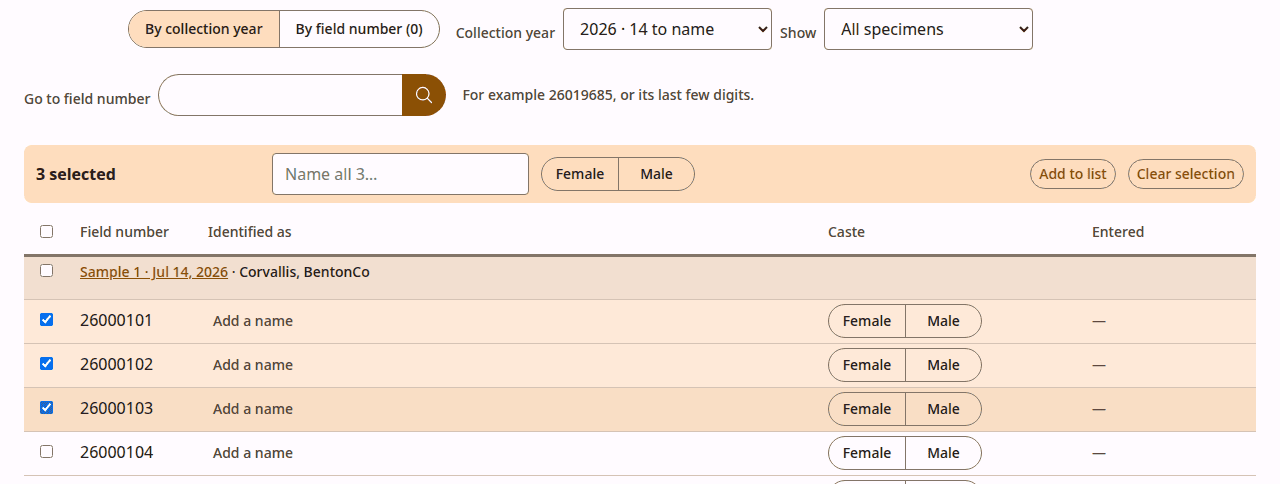 By collection year By field number (0) Collection year 2026 · 14 to name Show All specimens
Go to field number For example 26019685, or its last few digits.
3 selected Name all 3... Female Male Add to list Clear selection
Field number Identified as Caste Entered
Sample 1 · Jul 14, 2026 · Corvallis, BentonCo
26000101 Add a name Female Male —
26000102 Add a name Female Male —
26000103 Add a name Female Male —
26000104 Add a name Female Male —